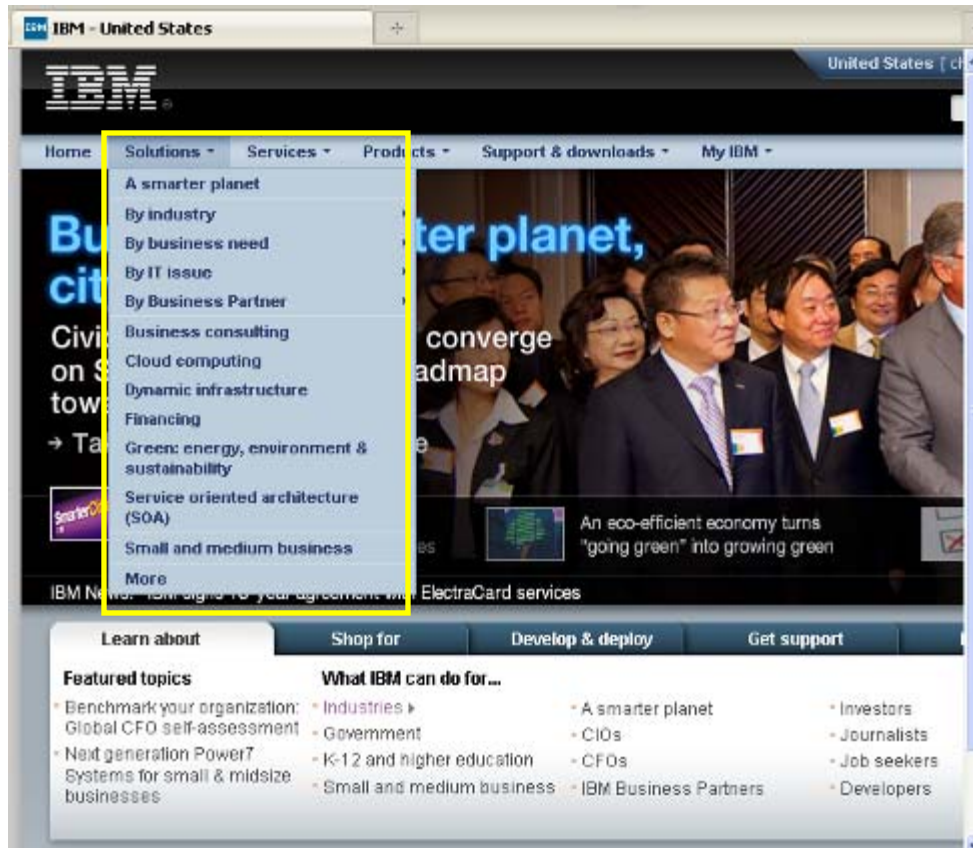 IBM - United States
United States [
IBM
Home Solutions Services Products Support & downloads My IBM
A smarter planet
By industry
By business need
By IT issue
By Business Partner
Business consulting
Cloud computing
Dynamic infrastructure
Financing
Green: energy, environment &
sustainability
Service oriented architecture
(SOA)
Small and medium business
More
ter planet,
converge
on
An eco-efficient economy turns
"going green" into growing green
IBM ElectraCard services
Learn about Shop for Develop & deploy Get support
Featured topics
Benchmark your organization:
Global CFO self-assessment
Next generation Power7
Systems for small & midsize
businesses
What IBM can do for...
Industries
Government
K-12 and higher education
Small and medium business
A smarter planet
CIOs
CFOs
IBM Business Partners
Investors
Journalists
Job seekers
Developers